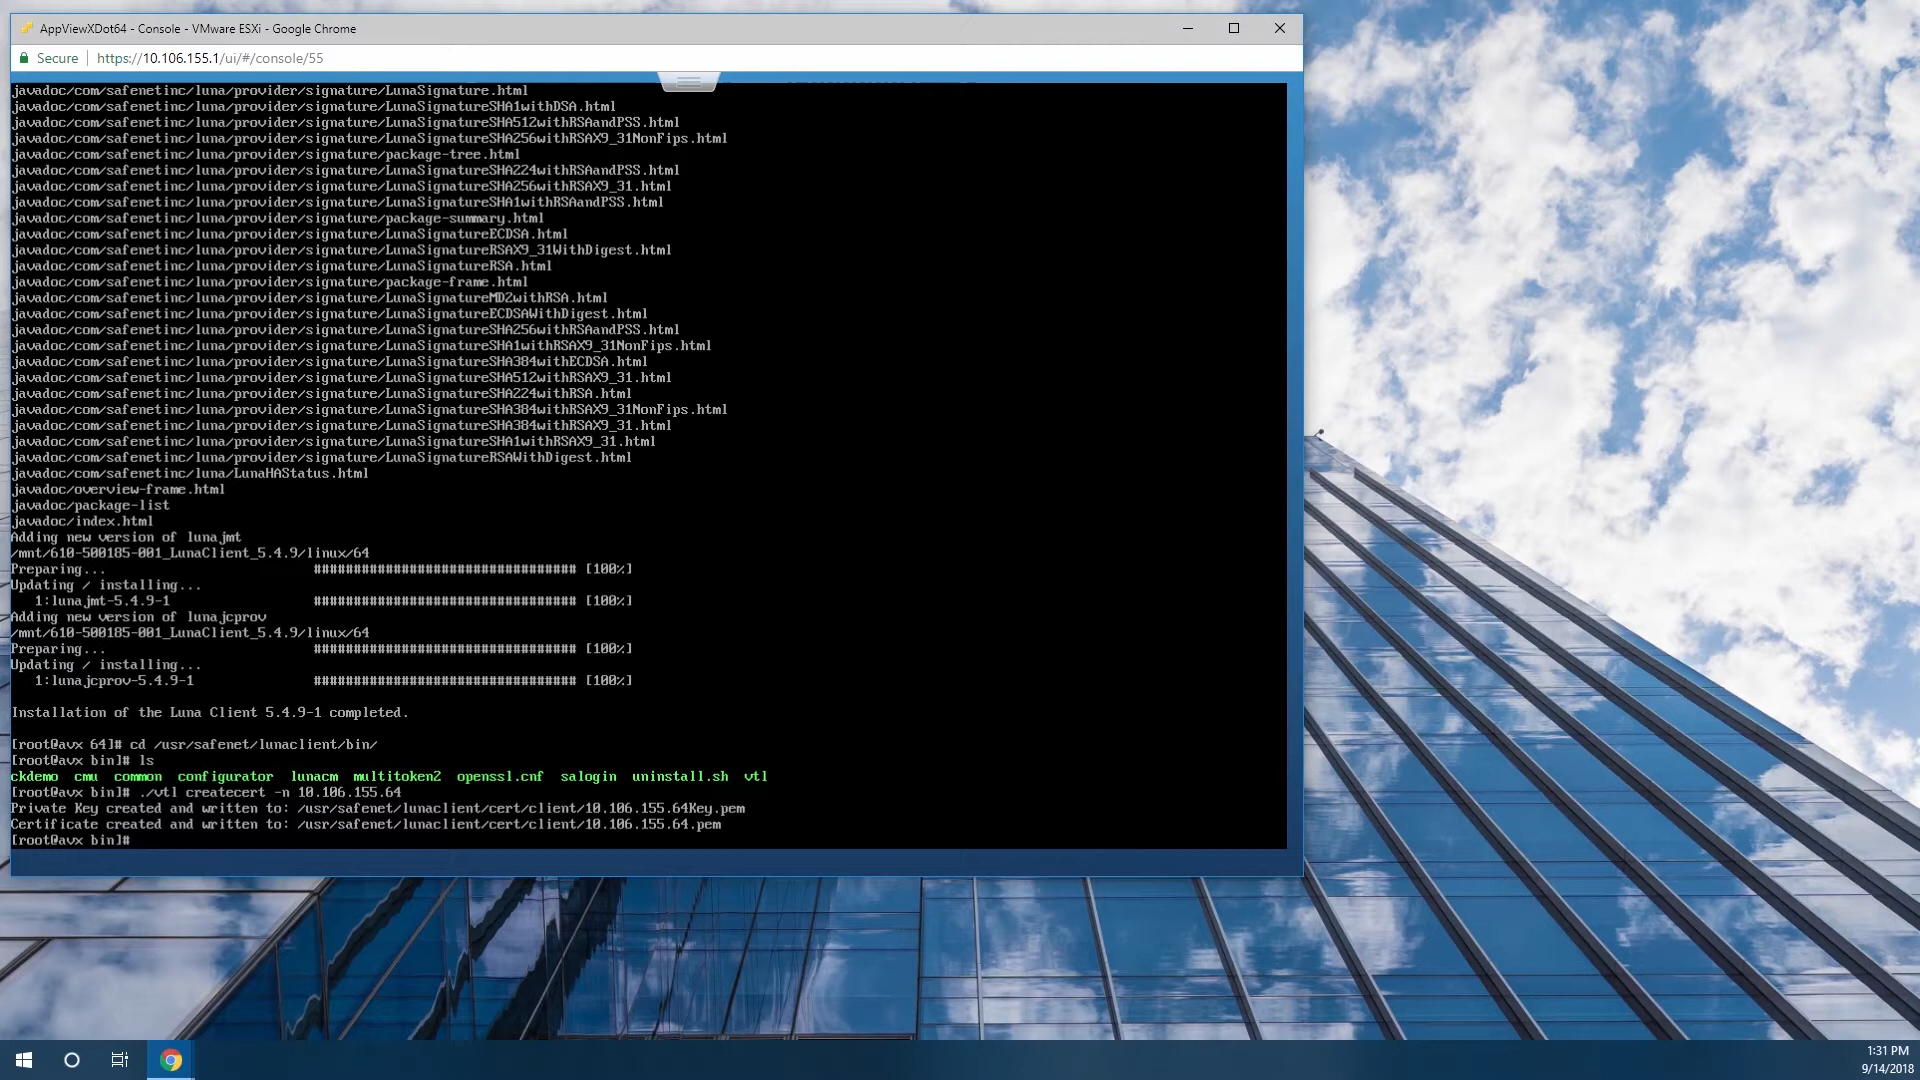 AppViewXDot64 - Console - VMware ESXi - Google Chrome
Secure https://10.106.155.1/ui/#/console/55
javadoc/com/safenetinc/luna/provider/signature/LunaSignature.html
javadoc/com/safenetinc/luna/provider/signature/LunaSignatureSHA1withDSA.html
javadoc/com/safenetinc/luna/provider/signature/LunaSignatureSHA512withRSAandPSS.html
javadoc/com/safenetinc/luna/provider/signature/LunaSignatureSHA256withRSAX9_31NonFips.html
javadoc/com/safenetinc/luna/provider/signature/package-tree.html
javadoc/com/safenetinc/luna/provider/signature/LunaSignatureSHA224withRSAandPSS.html
javadoc/com/safenetinc/luna/provider/signature/LunaSignatureSHA256withRSAX9_31.html
javadoc/com/safenetinc/luna/provider/signature/LunaSignatureSHA1withRSAandPSS.html
javadoc/com/safenetinc/luna/provider/signature/package-summary.html
javadoc/com/safenetinc/luna/provider/signature/LunaSignatureECDSA.html
javadoc/com/safenetinc/luna/provider/signature/LunaSignatureRSAX9_31WithDigest.html
javadoc/com/safenetinc/luna/provider/signature/LunaSignatureRSA.html
javadoc/com/safenetinc/luna/provider/signature/package-frame.html
javadoc/com/safenetinc/luna/provider/signature/LunaSignatureMD2withRSA.html
javadoc/com/safenetinc/luna/provider/signature/LunaSignatureECDSAWithDigest.html
javadoc/com/safenetinc/luna/provider/signature/LunaSignatureSHA256withRSAandPSS.html
javadoc/com/safenetinc/luna/provider/signature/LunaSignatureSHA1withRSAX9_31NonFips.html
javadoc/com/safenetinc/luna/provider/signature/LunaSignatureSHA384withECDSA.html
javadoc/com/safenetinc/luna/provider/signature/LunaSignatureSHA512withRSAX9_31.html
javadoc/com/safenetinc/luna/provider/signature/LunaSignatureSHA224withRSA.html
javadoc/com/safenetinc/luna/provider/signature/LunaSignatureSHA384withRSAX9_31NonFips.html
javadoc/com/safenetinc/luna/provider/signature/LunaSignatureSHA384withRSAX9_31.html
javadoc/com/safenetinc/luna/provider/signature/LunaSignatureSHA1withRSAX9_31.html
javadoc/com/safenetinc/luna/provider/signature/LunaSignatureRSAWithDigest.html
javadoc/com/safenetinc/luna/LunaHAStatus.html
javadoc/overview-frame.html
javadoc/package-list
javadoc/index.html
Adding new version of lunajmt
/mnt/610-500185-001_LunaClient_5.4.9/linux/64
Preparing... ################################# [100%]
Updating / installing...
1:lunajmt-5.4.9-1 ################################# [100%]
Adding new version of lunajcprov
/mnt/610-500185-001_LunaClient_5.4.9/linux/64
Preparing... ################################# [100%]
Updating / installing...
1:lunajcprov-5.4.9-1 ################################# [100%]
Installation of the Luna Client 5.4.9-1 completed.
[root@avx 64]# cd /usr/safenet/lunaclient/bin/
[root@avx bin]# ls
ckdemo cmu common configurator lunacm multitoken2 openssl.cnf salogin uninstall.sh vtl
[root@avx bin]# ./vtl createcert -n 10.106.155.64
Private Key created and written to: /usr/safenet/lunaclient/cert/client/10.106.155.64Key.pem
Certificate created and written to: /usr/safenet/lunaclient/cert/client/10.106.155.64.pem
[root@avx bin]#
1:31 PM
9/14/2018